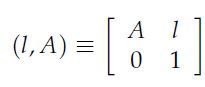 (l, A) ≡ [ A l
0 1 ]